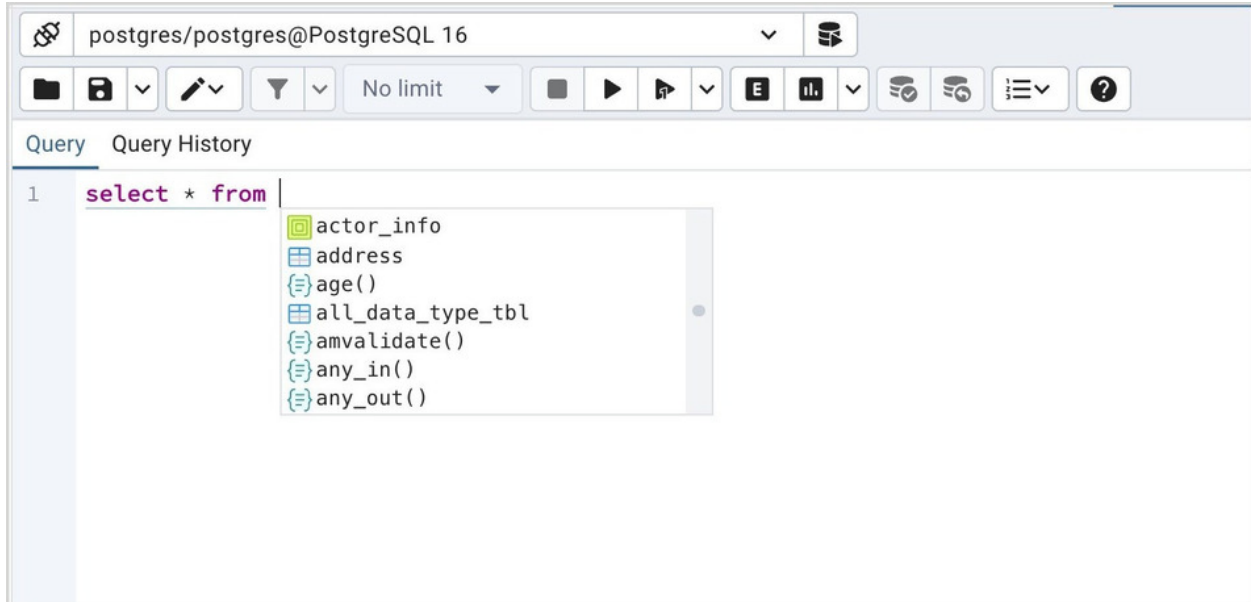 postgres/postgres@PostgreSQL 16
No limit
E
Query Query History
1 select * from
actor_info
address
age()
all_data_type_tbl
amvalidate()
any_in()
any_out()